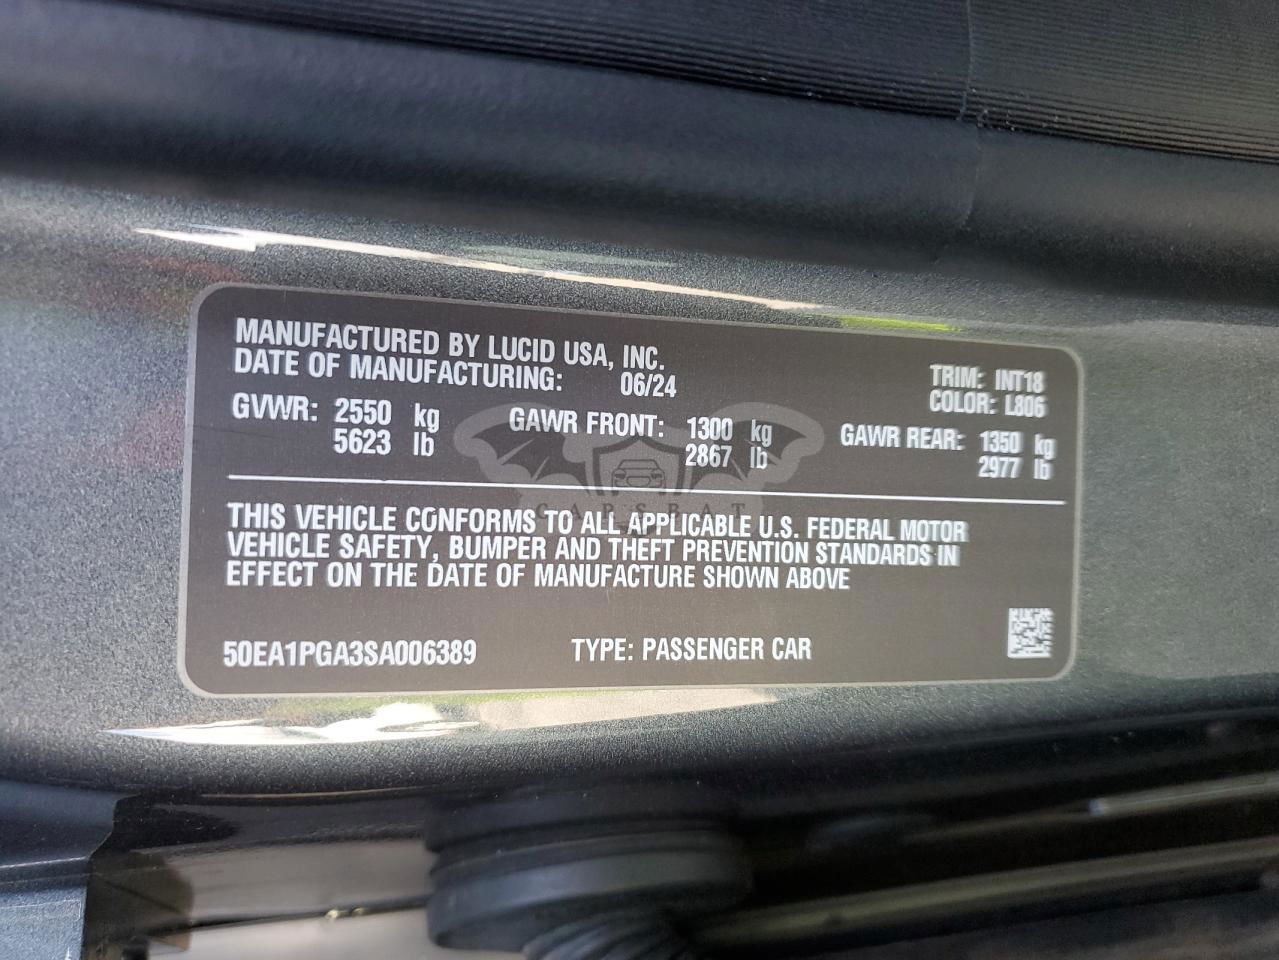 MANUFACTURED BY LUCID USA, INC.
DATE OF MANUFACTURING: 06/24
TRIM: INT18
COLOR: L806
GVWR: 2550 kg
5623 lb
GAWR FRONT: 1300 kg
2867 lb
GAWR REAR: 1350 kg
2977 lb
CARSBAT
THIS VEHICLE CONFORMS TO ALL APPLICABLE U.S. FEDERAL MOTOR
VEHICLE SAFETY, BUMPER AND THEFT PREVENTION STANDARDS IN
EFFECT ON THE DATE OF MANUFACTURE SHOWN ABOVE
50EA1PGA3SA006389
TYPE: PASSENGER CAR